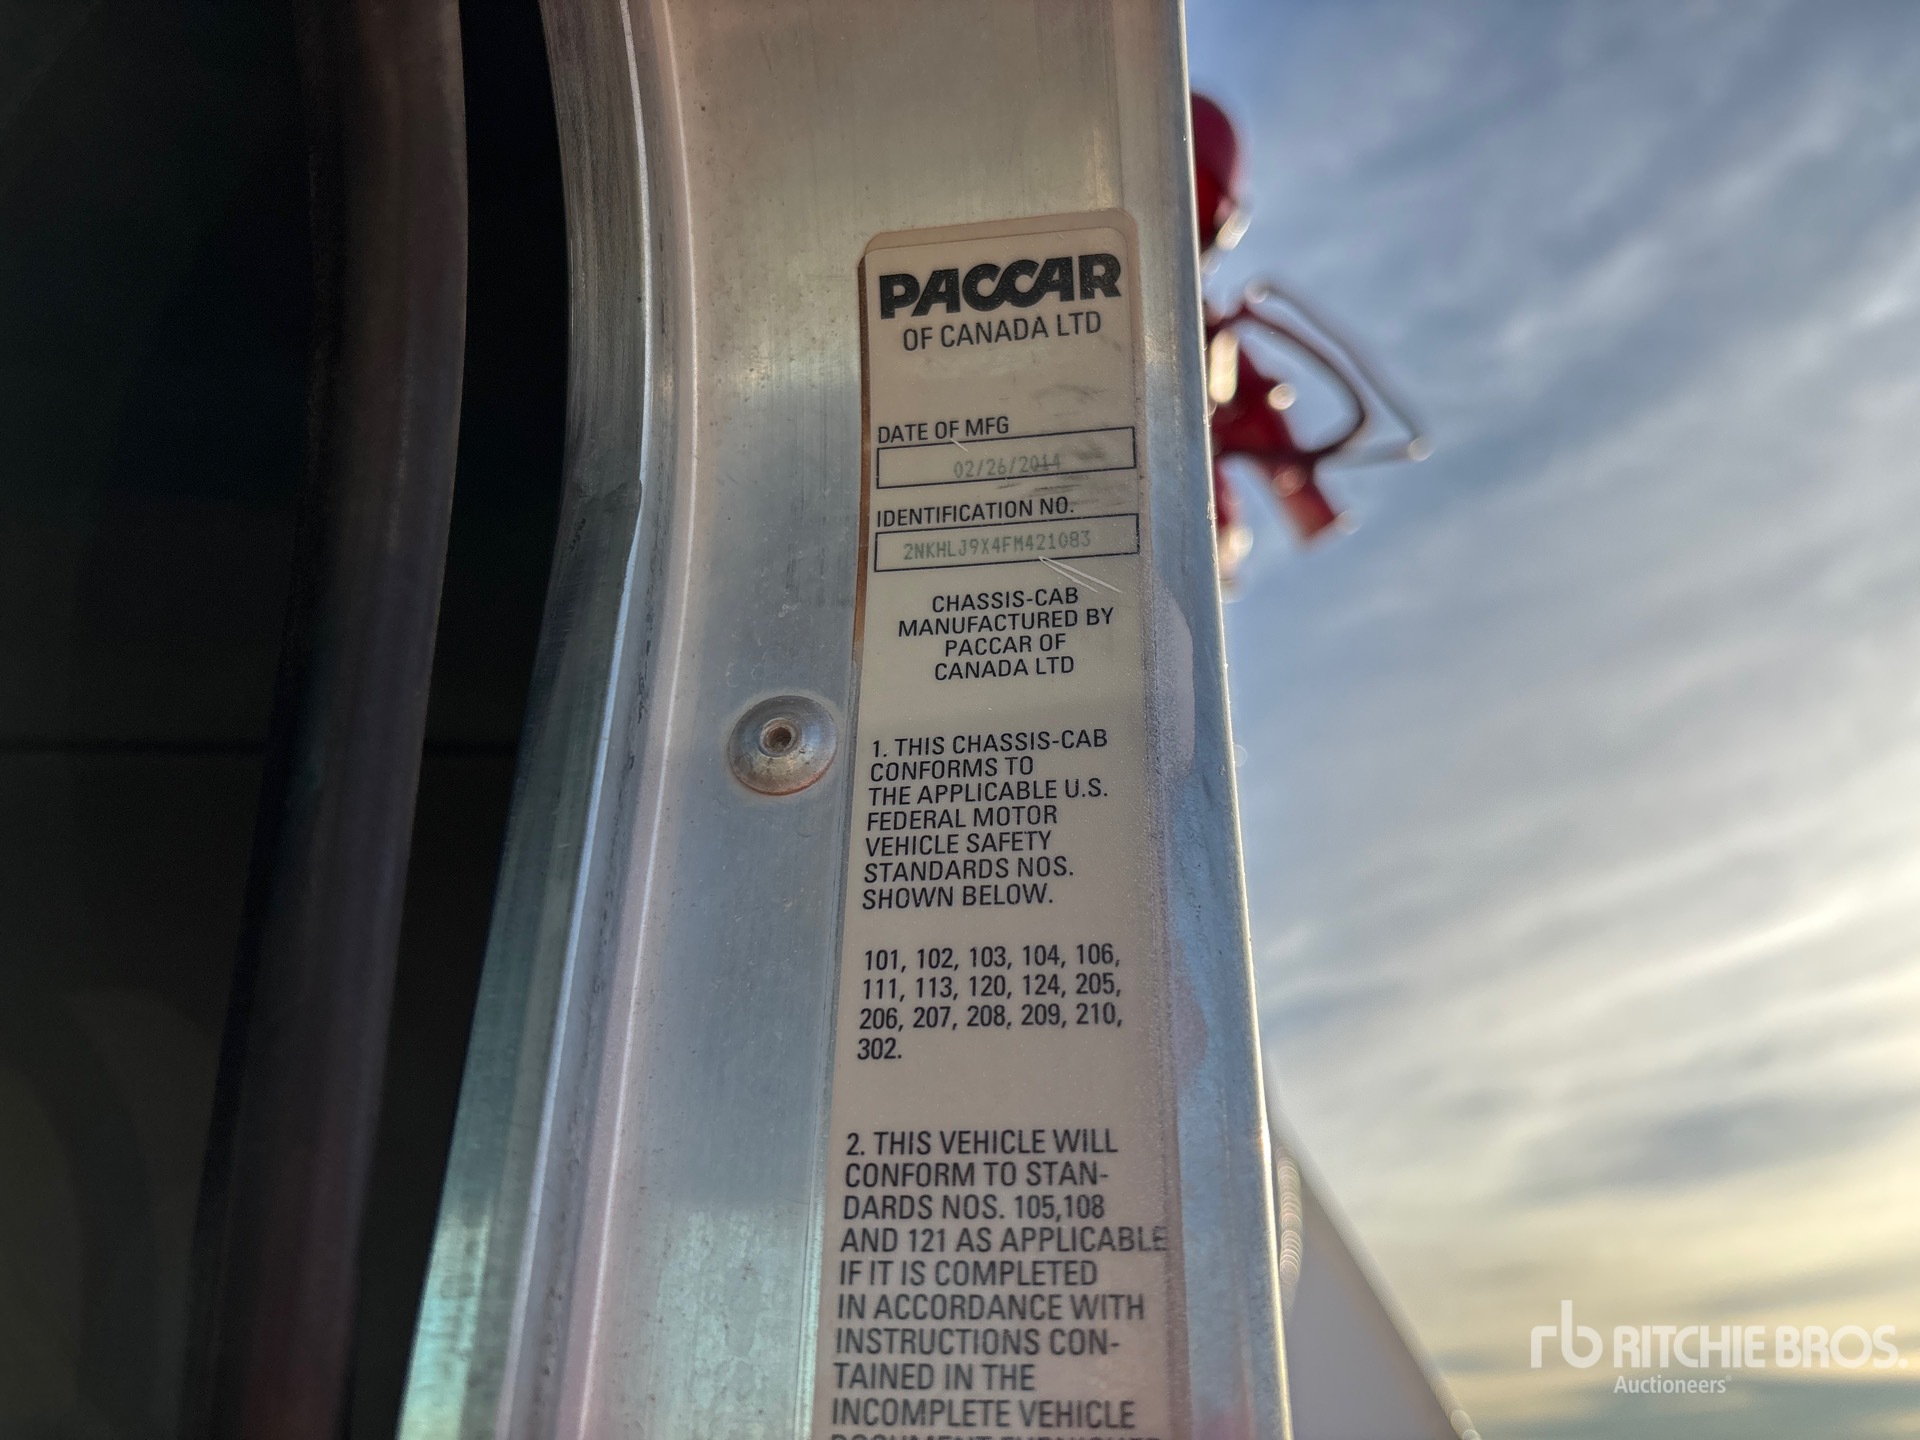 PACCAR
OF CANADA LTD
DATE OF MFG
02/26/2014
IDENTIFICATION NO.
2NKHLJ9X4FM421083
CHASSIS-CAB
MANUFACTURED BY
PACCAR OF
CANADA LTD
1. THIS CHASSIS-CAB
CONFORMS TO
THE APPLICABLE U.S.
FEDERAL MOTOR
VEHICLE SAFETY
STANDARDS NOS.
SHOWN BELOW.
101, 102, 103, 104, 106,
111, 113, 120, 124, 205,
206, 207, 208, 209, 210,
302.
2. THIS VEHICLE WILL
CONFORM TO STAN-
DARDS NOS. 105,108
AND 121 AS APPLICABLE
IF IT IS COMPLETED
IN ACCORDANCE WITH
INSTRUCTIONS CON-
TAINED IN THE
INCOMPLETE VEHICLE
rb RITCHIE BROS.
Auctioneers